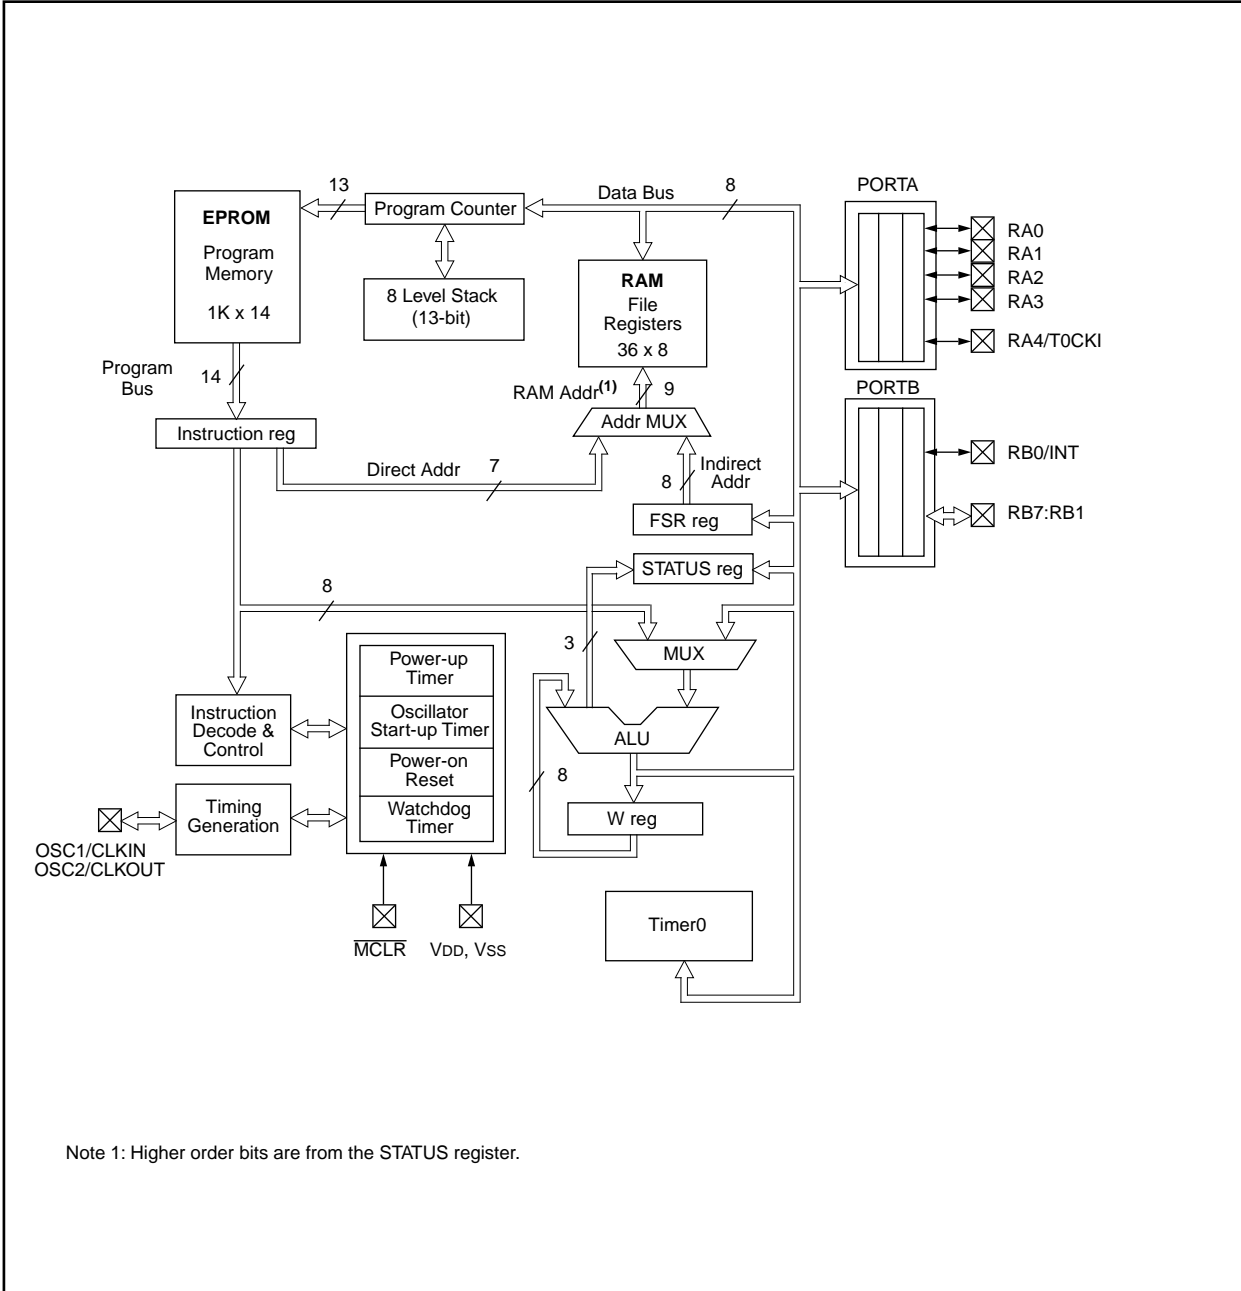 13
Data Bus
8
PORTA
EPROM
Program
Memory
1K x 14
Program Counter
8 Level Stack
(13-bit)
RAM
File
Registers
36 x 8
RA0
RA1
RA2
RA3
RA4/T0CKI
Program
Bus
14
RAM Addr(1)
9
PORTB
Instruction reg
Addr MUX
Direct Addr
7
8
Indirect
Addr
RB0/INT
RB7:RB1
FSR reg
STATUS reg
8
3
MUX
Power-up
Timer
Oscillator
Start-up Timer
Power-on
Reset
Watchdog
Timer
Instruction
Decode &
Control
ALU
8
Timing
Generation
W reg
OSC1/CLKIN
OSC2/CLKOUT
MCLR
VDD, VSS
Timer0
Note 1: Higher order bits are from the STATUS register.